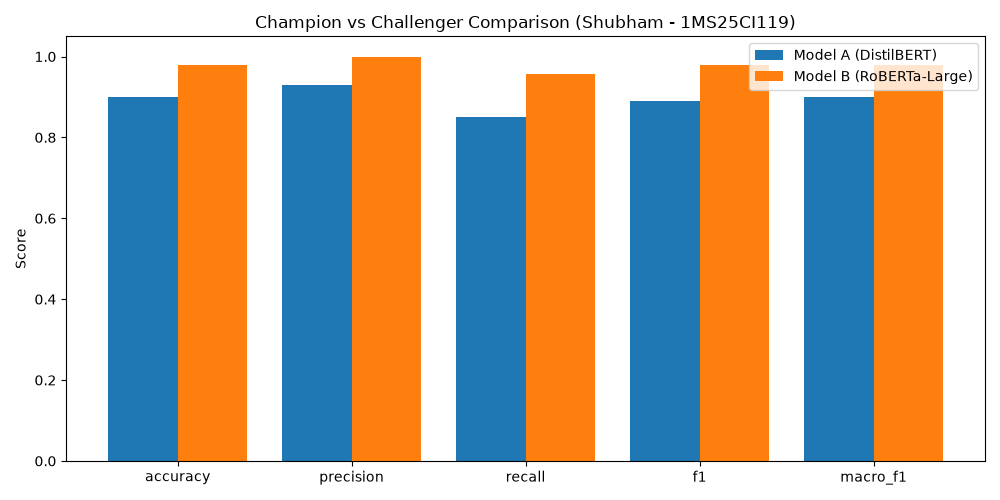 Champion vs Challenger Comparison (Shubham - 1MS25CI119)
Model A (DistilBERT)
Model B (RoBERTa-Large)
Score
1.0
0.8
0.6
0.4
0.2
0.0
accuracy precision recall f1 macro_f1